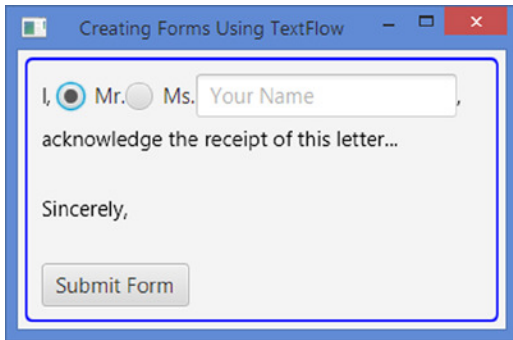 Creating Forms Using TextFlow
I, Mr. Ms. Your Name,
acknowledge the receipt of this letter...
Sincerely,
Submit Form